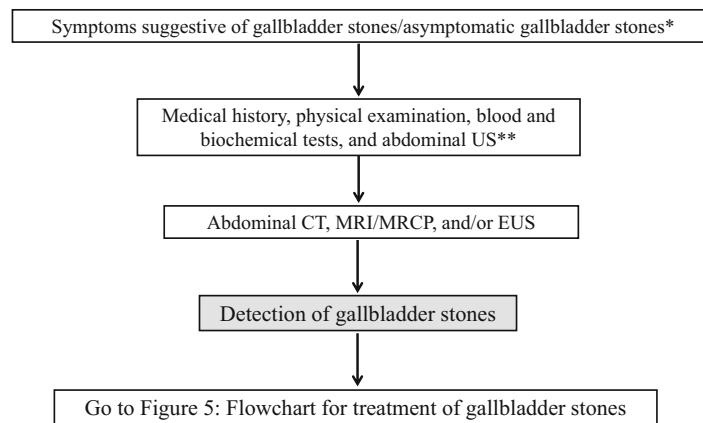 Symptoms suggestive of gallbladder stones/asymptomatic gallbladder stones*
Medical history, physical examination, blood and
biochemical tests, and abdominal US**
Abdominal CT, MRI/MRCP, and/or EUS
Detection of gallbladder stones
Go to Figure 5: Flowchart for treatment of gallbladder stones